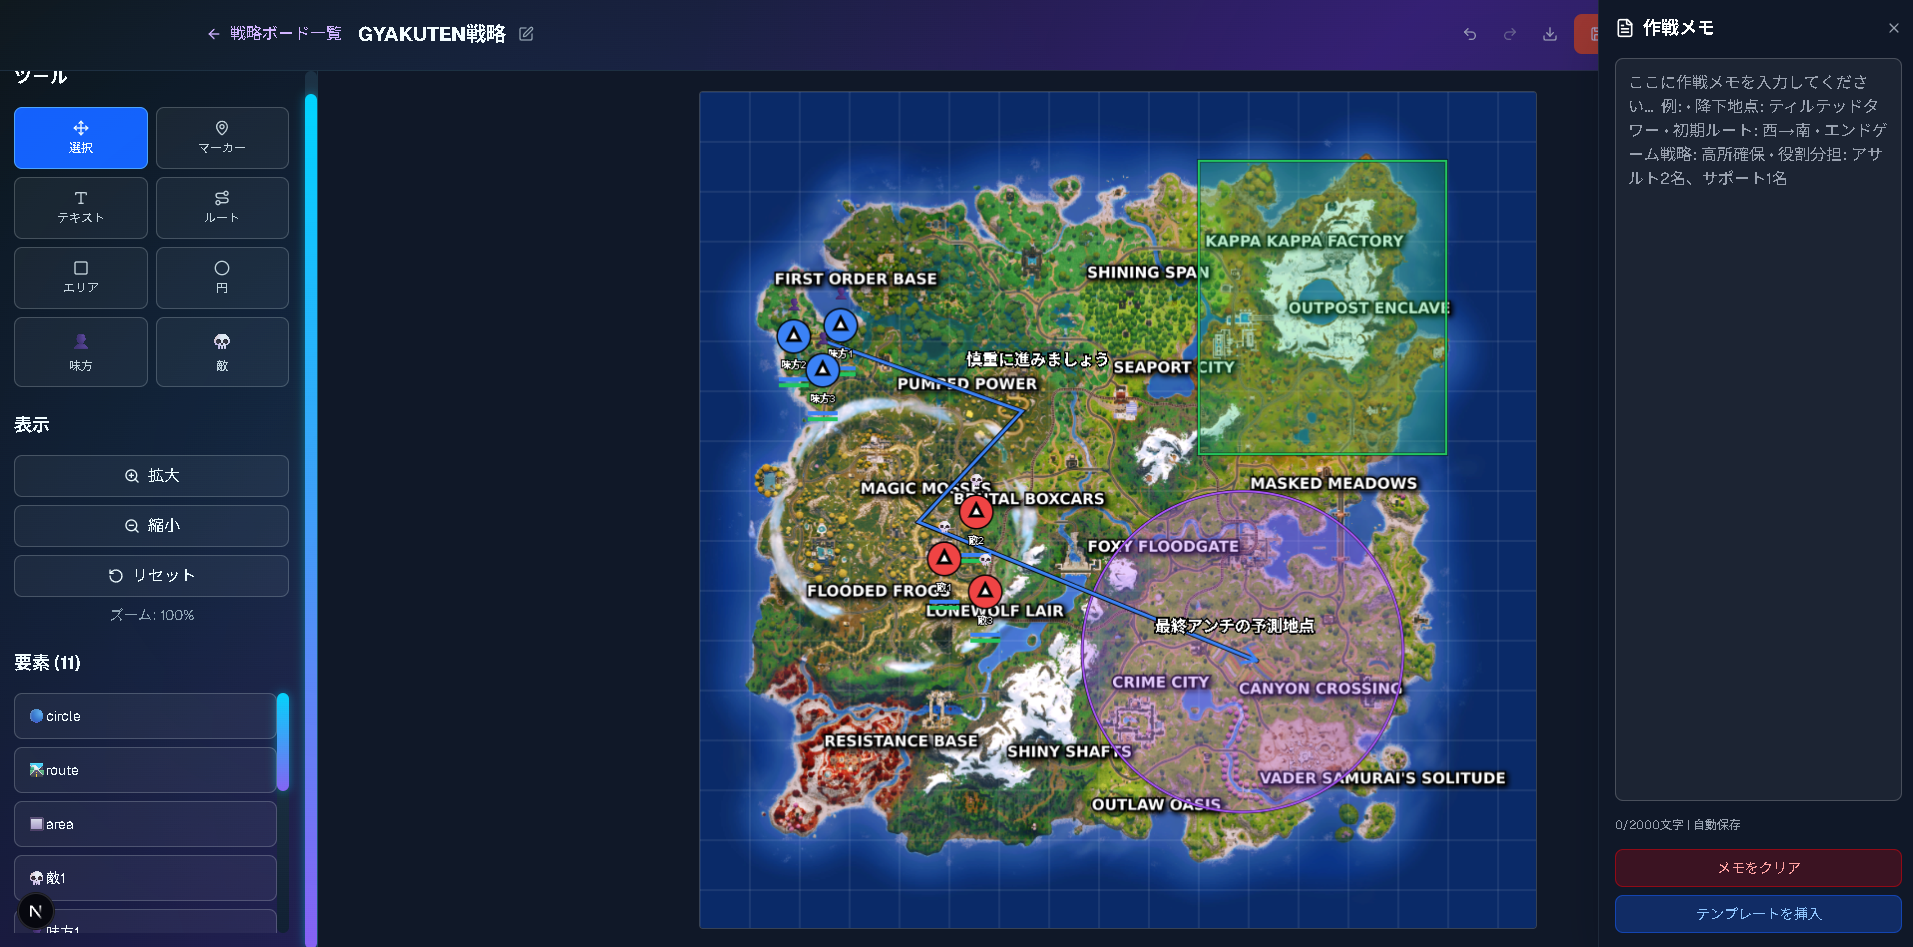 戦略ボード一覧
GYAKUTEN戦略
ツール
選択
マーカー
テキスト
ルート
エリア
円
味方
敵
表示
拡大
縮小
リセット
ズーム: 100%
要素 (11)
circle
route
area
敵1
味方1
N
KAPPA KAPPA FACTORY
SHINING SPAN
FIRST ORDER BASE
OUTPOST ENCLAVE
味方1
味方2
味方3
慎重に進みましょう
SEAPORT CITY
PUMPED POWER
MASKED MEADOWS
MAGIC MOSSES
BRUTAL BOXCARS
敵2
FOXY FLOODGATE
FLOODED FROGS
敵1
LONEWOLF LAIR
敵3
最終アンチの予測地点
CRIME CITY
CANYON CROSSING
RESISTANCE BASE
SHINY SHAFTS
VADER SAMURAI'S SOLITUDE
OUTLAW OASIS
作戦メモ
ここに作戦メモを入力してくださ
い... 例: • 降下地点: ティルテッドタ
ワー • 初期ルート: 西→南 • エンドゲ
ーム戦略: 高所確保 • 役割分担: アサ
ルト2名、サポート1名
0/2000文字 | 自動保存
メモをクリア
テンプレートを挿入